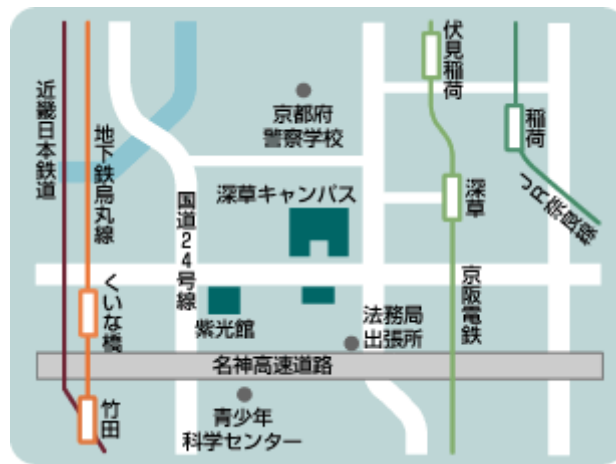 近畿日本鉄道
地下鉄烏丸線
くいな橋
竹田
国道24号線
京都府
警察学校
深草キャンパス
紫光館
法務局
出張所
名神高速道路
青少年
科学センター
伏見稲荷
深草
京阪電鉄
稲荷
JR奈良線